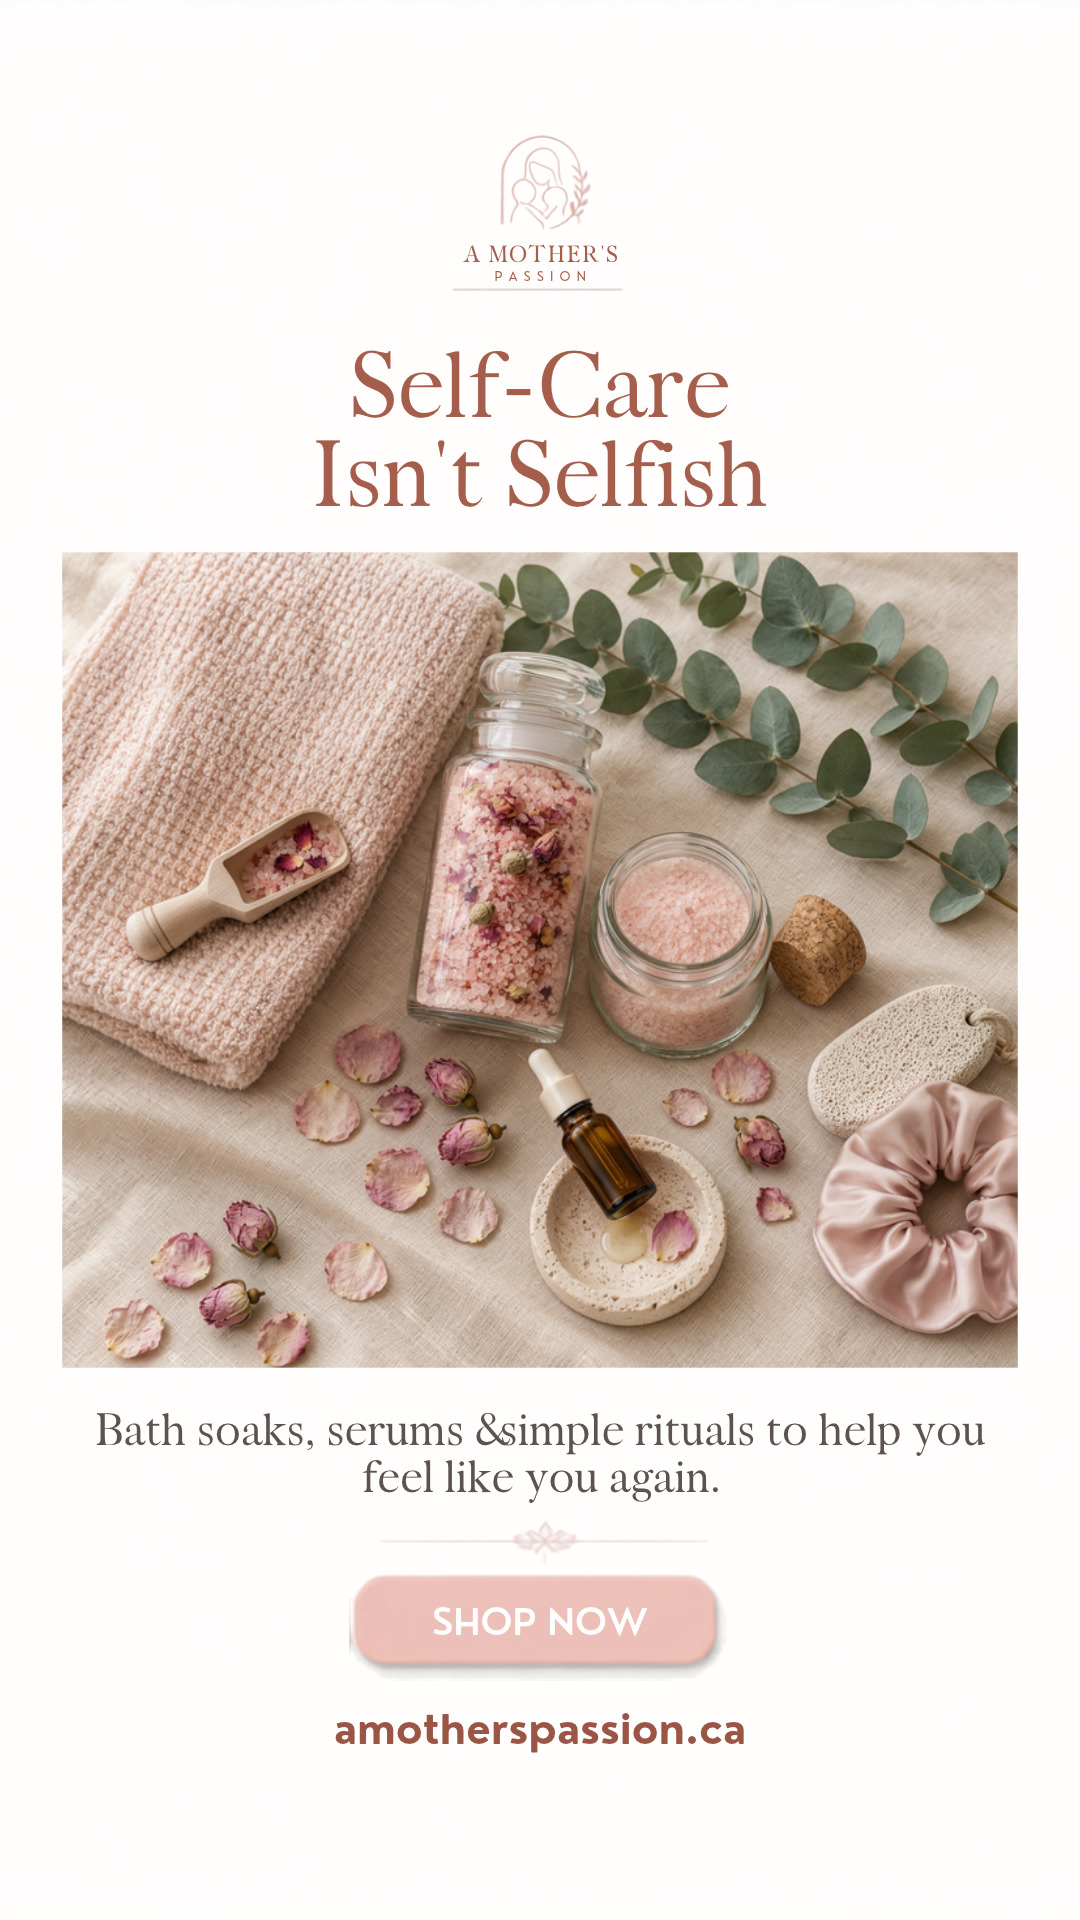 A MOTHER'S
PASSION
Self-Care
Isn't Selfish
Bath soaks, serums &simple rituals to help you
feel like you again.
SHOP NOW
amotherspassion.ca